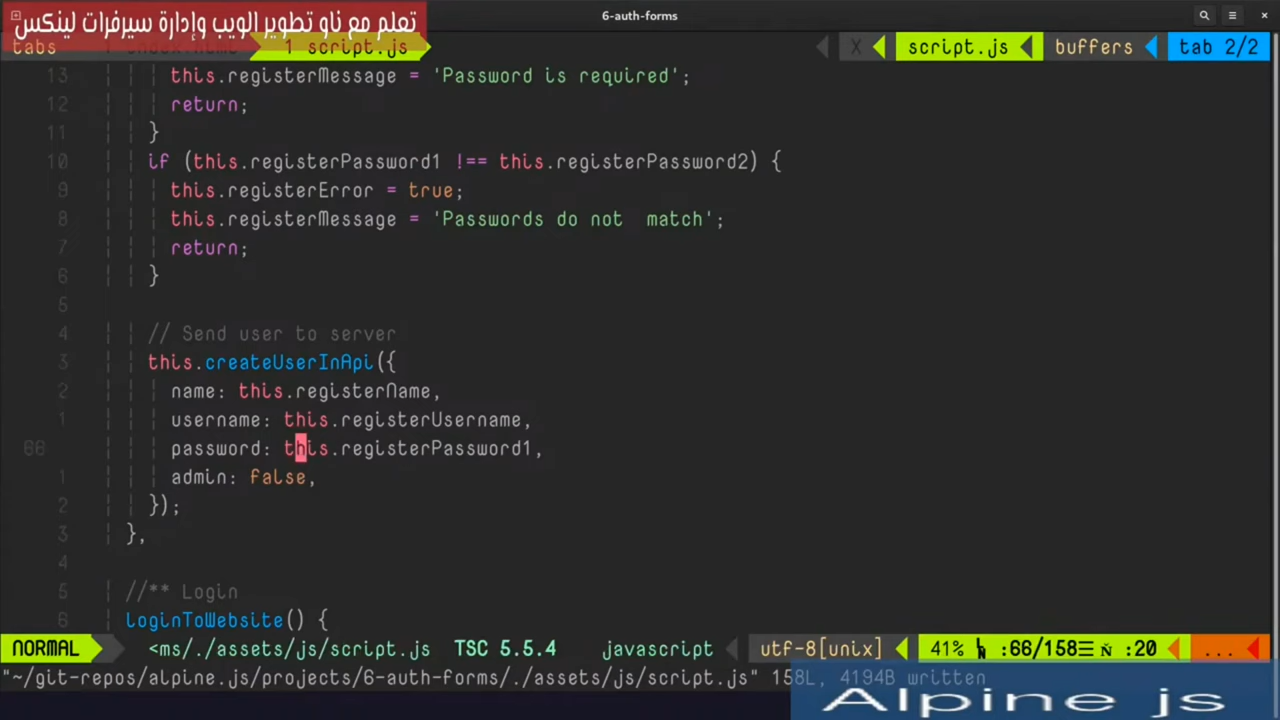 6-auth-forms
تعلم مع ناو تطوير الويب وإدارة سيرفرات لينكس
tabs 1 script.js X script.js buffers tab 2/2
13 this.registerMessage = 'Password is required';
12 return;
11 }
10 if (this.registerPassword1 !== this.registerPassword2) {
9 this.registerError = true;
8 this.registerMessage = 'Passwords do not  match';
7 return;
6 }
5
4 // Send user to server
3 this.createUserInApi({
2 name: this.registerName,
1 username: this.registerUsername,
66 password: this.registerPassword1,
1 admin: false,
2 });
3 },
4
5 //** Login
6 LoginToWebsite() {
NORMAL <ms/./assets/js/script.js TSC 5.5.4 javascript utf-8[unix] 41% :66/158 :20 ...
"~/git-repos/alpine.js/projects/6-auth-forms/./assets/js/script.js" 158L, 4194B written
Alpine js